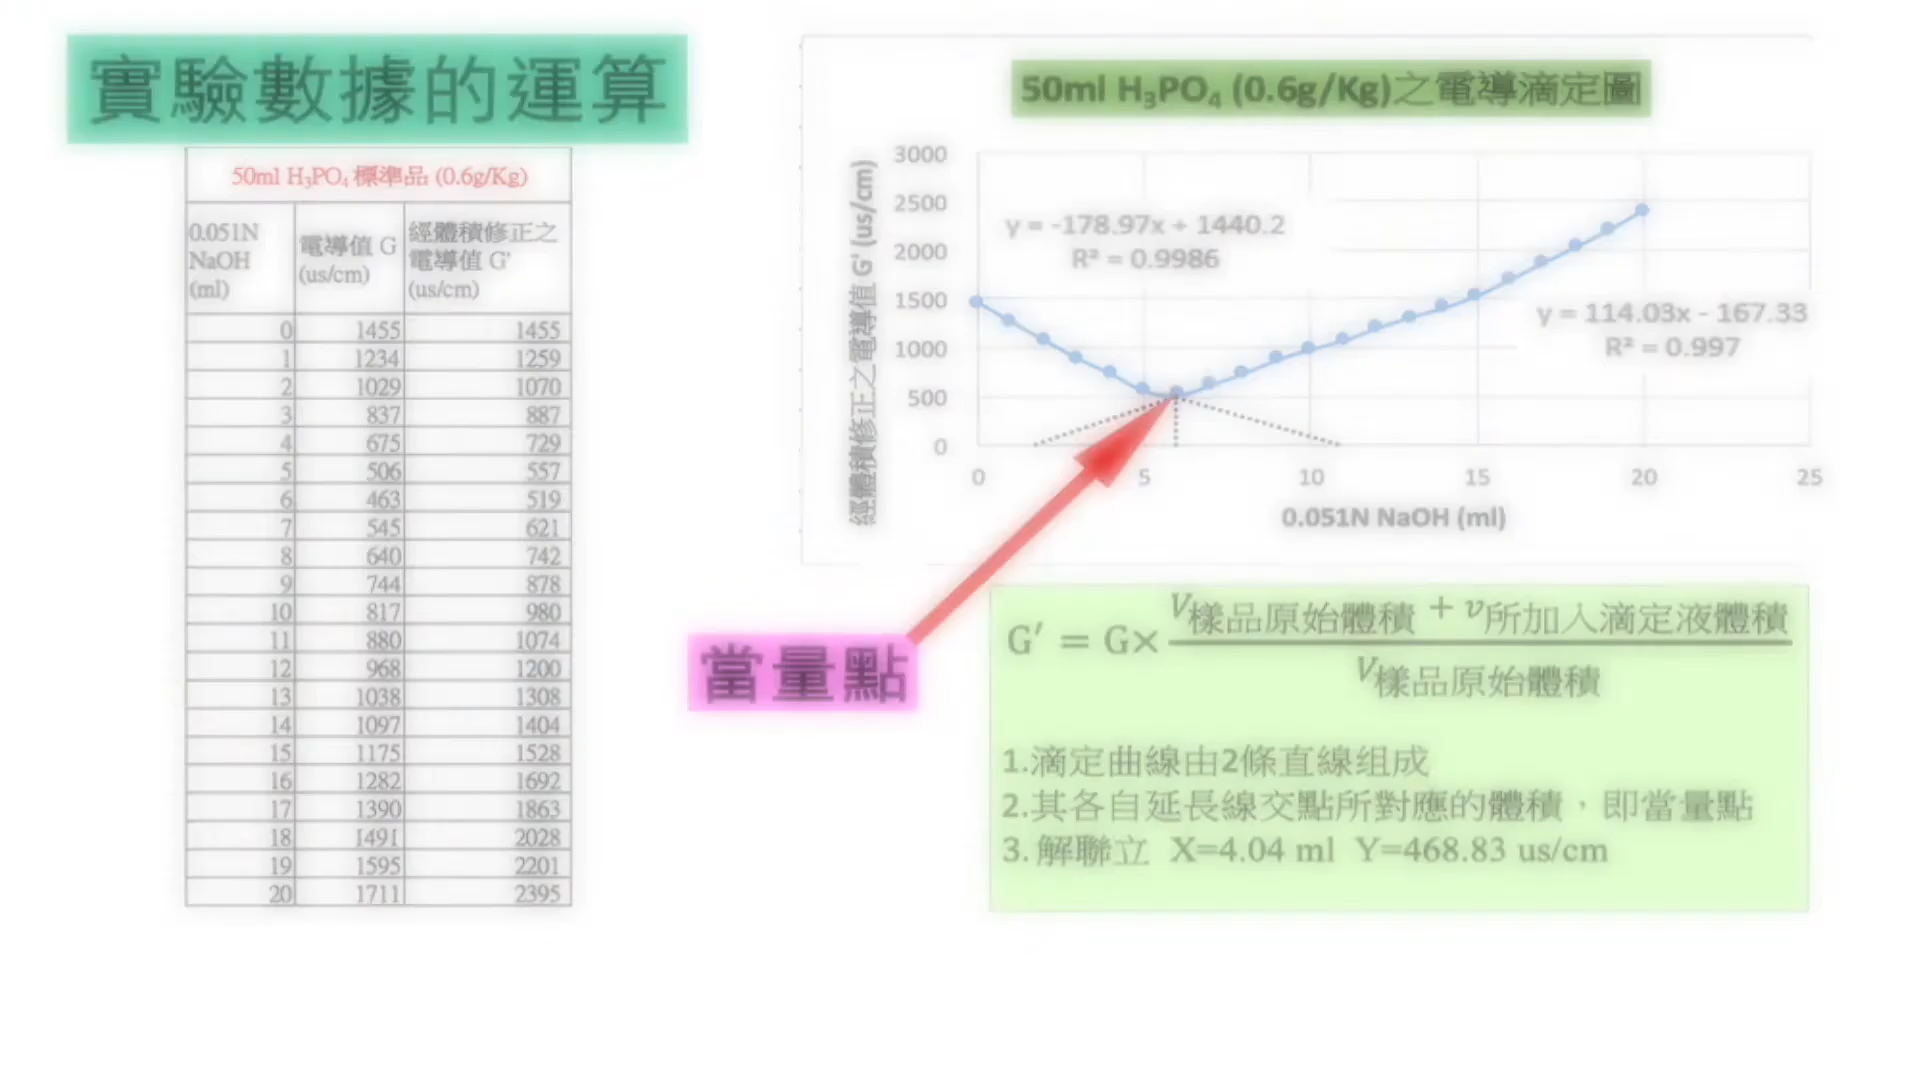 實驗數據的運算
50ml H₃PO₄ 標準品 (0.6g/Kg)
0.051N NaOH (ml) 電導值 G (us/cm) 經體積修正之電導值 G' (us/cm)
0 1455 1455
1 1234 1259
2 1029 1070
3 837 887
4 675 729
5 506 557
6 463 519
7 545 621
8 640 742
9 744 878
10 817 980
11 880 1074
12 968 1200
13 1038 1308
14 1097 1404
15 1175 1528
16 1282 1692
17 1390 1863
18 1491 2028
19 1595 2201
20 1711 2395
50ml H₃PO₄ (0.6g/Kg)之電導滴定圖
經體積修正之電導值 G' (us/cm)
3000
2500
2000
1500
1000
500
0
y = -178.97x + 1440.2
R² = 0.9986
y = 114.03x - 167.33
R² = 0.997
0 5 10 15 20 25
0.051N NaOH (ml)
當量點
G′ = G× V樣品原始體積 + v所加入滴定液體積
V樣品原始體積
1.滴定曲線由2條直線組成
2.其各自延長線交點所對應的體積，即當量點
3.解聯立 X=4.04 ml Y=468.83 us/cm